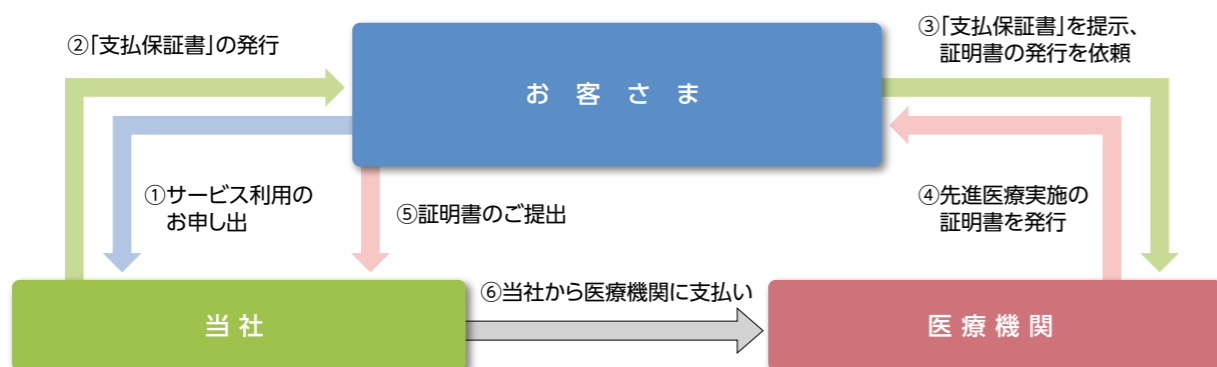 ②「支払保証書」の発行
③「支払保証書」を提示、
証明書の発行を依頼
お客さま
①サービス利用の
お申し出
⑤証明書のご提出
④先進医療実施の
証明書を発行
⑥当社から医療機関に支払い
当社
医療機関